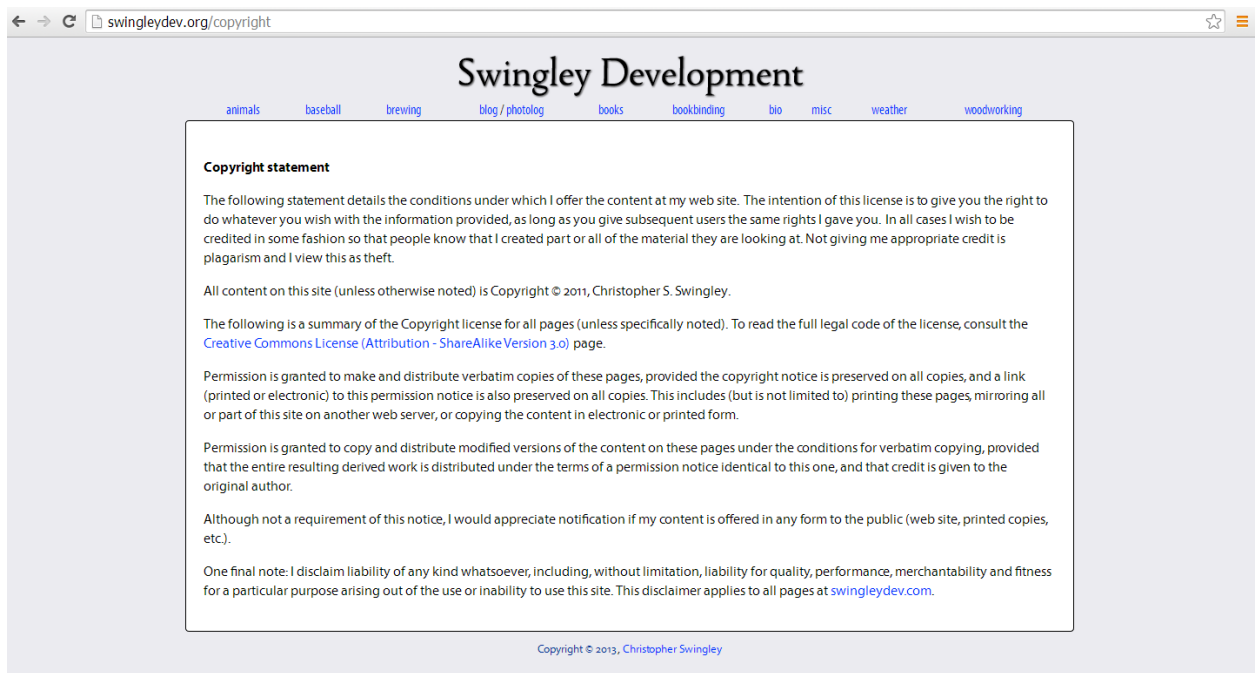 swingleydev.org/copyright
Swingley Development
animals baseball brewing blog / photolog books bookbinding bio misc weather woodworking
Copyright statement
The following statement details the conditions under which I offer the content at my web site. The intention of this license is to give you the right to
do whatever you wish with the information provided, as long as you give subsequent users the same rights I gave you. In all cases I wish to be
credited in some fashion so that people know that I created part or all of the material they are looking at. Not giving me appropriate credit is
plagarism and I view this as theft.
All content on this site (unless otherwise noted) is Copyright © 2011, Christopher S. Swingley.
The following is a summary of the Copyright license for all pages (unless specifically noted). To read the full legal code of the license, consult the
Creative Commons License (Attribution - ShareAlike Version 3.0) page.
Permission is granted to make and distribute verbatim copies of these pages, provided the copyright notice is preserved on all copies, and a link
(printed or electronic) to this permission notice is also preserved on all copies. This includes (but is not limited to) printing these pages, mirroring all
or part of this site on another web server, or copying the content in electronic or printed form.
Permission is granted to copy and distribute modified versions of the content on these pages under the conditions for verbatim copying, provided
that the entire resulting derived work is distributed under the terms of a permission notice identical to this one, and that credit is given to the
original author.
Although not a requirement of this notice, I would appreciate notification if my content is offered in any form to the public (web site, printed copies,
etc.).
One final note: I disclaim liability of any kind whatsoever, including, without limitation, liability for quality, performance, merchantability and fitness
for a particular purpose arising out of the use or inability to use this site. This disclaimer applies to all pages at swingleydev.com.
Copyright © 2013, Christopher Swingley